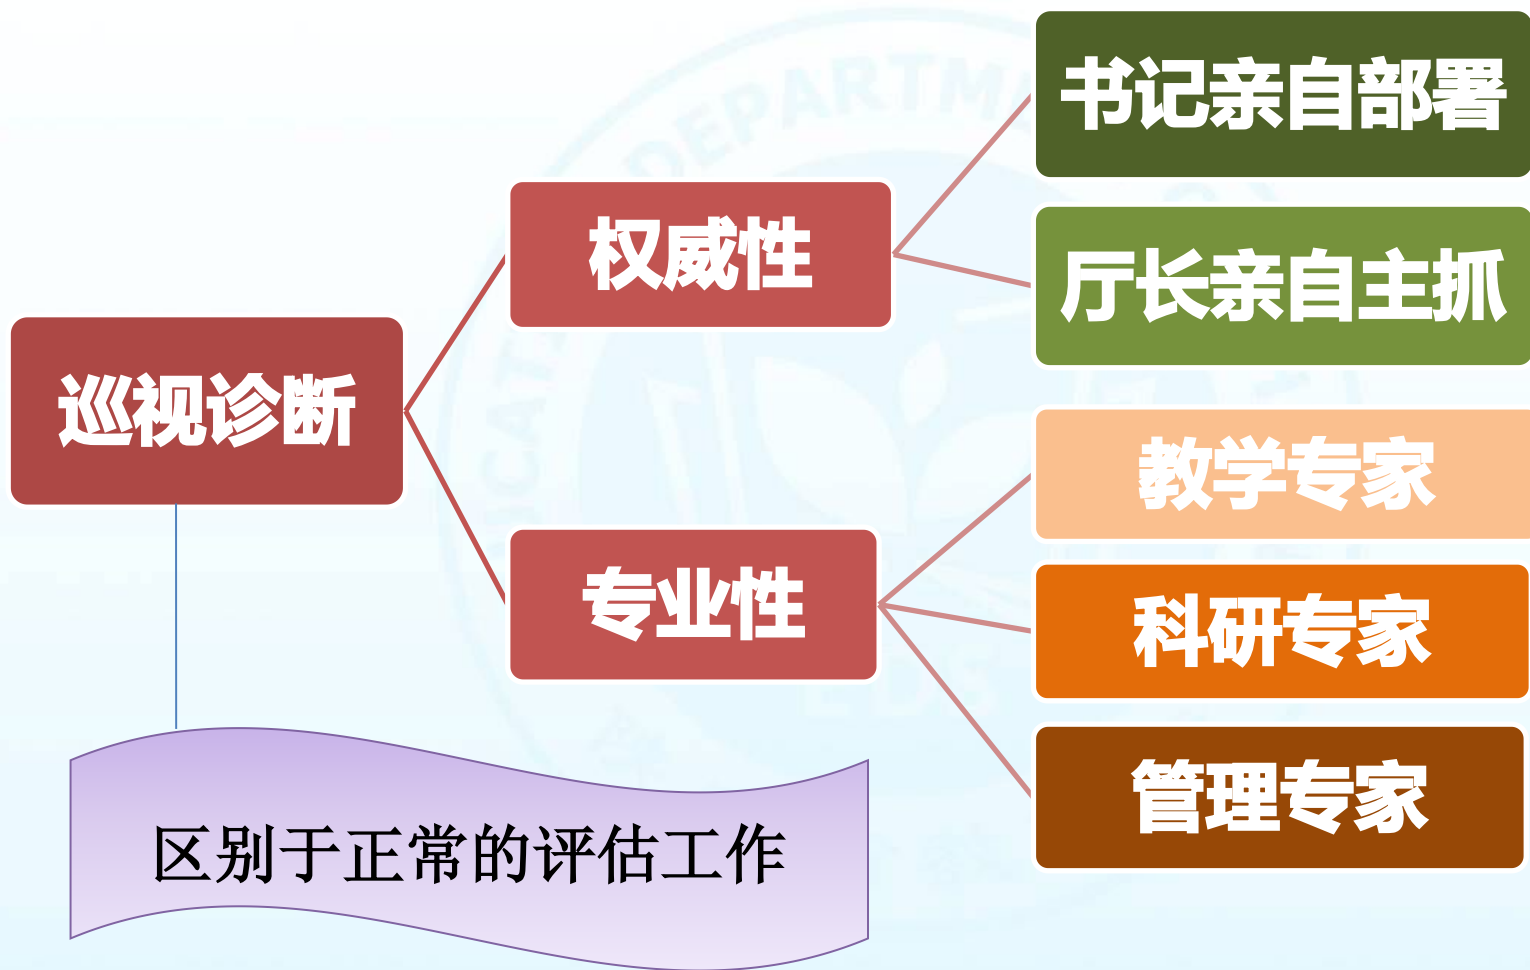 书记亲自部署
权威性
厅长亲自主抓
巡视诊断
教学专家
专业性
科研专家
管理专家
区别于正常的评估工作
DEPARTM
EDS